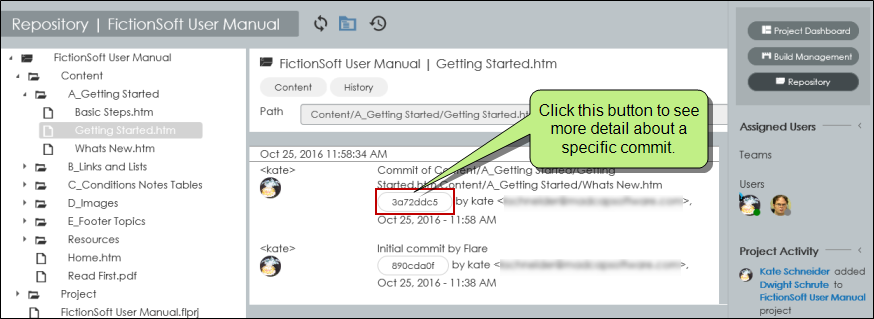 Repository | FictionSoft User Manual
FictionSoft User Manual
Content
A_Getting Started
Basic Steps.htm
Getting Started.htm
Whats New.htm
B_Links and Lists
C_Conditions Notes Tables
D_Images
E_Footer Topics
Resources
Home.htm
Read First.pdf
Project
FictionSoft User Manual.flprj
FictionSoft User Manual | Getting Started.htm
Content
History
Path
Content/A_Getting Started/Getting Started.htm
Click this button to see
more detail about a
specific commit.
Oct 25, 2016 11:58:34 AM
<kate>
Commit of Content/A_Getting Started/Getting
Started.htm Content/A_Getting Started/Whats New.htm
3a72ddc5 by kate <
Oct 25, 2016 - 11:58 AM
<kate>
Initial commit by Flare
890cda0f by kate <
Oct 25, 2016 - 11:38 AM
Project Dashboard
Build Management
Repository
Assigned Users
Teams
Users
Project Activity
Kate Schneider added
Dwight Schrute to
FictionSoft User Manual
project